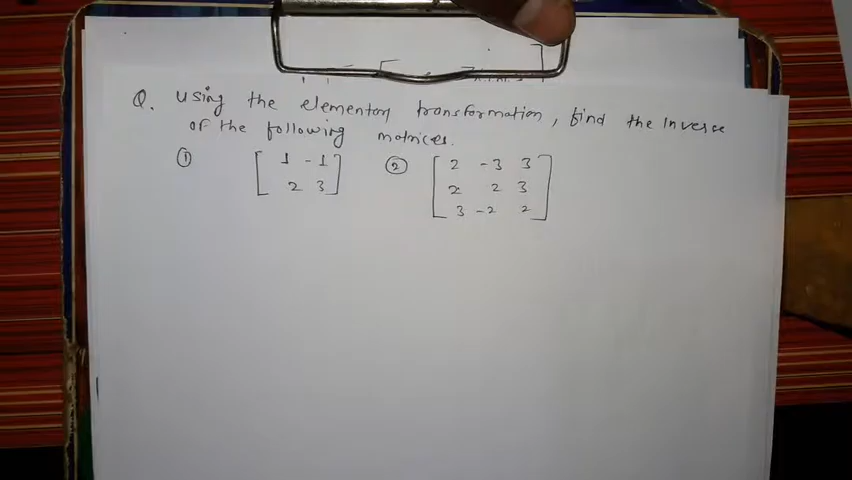 Q. Using the elementary transformation, find the Inverse
of the following matrices.
① [ 1 -1 ② [ 2 -3 3
2 3 ] 2 2 3
3 -2 2 ]